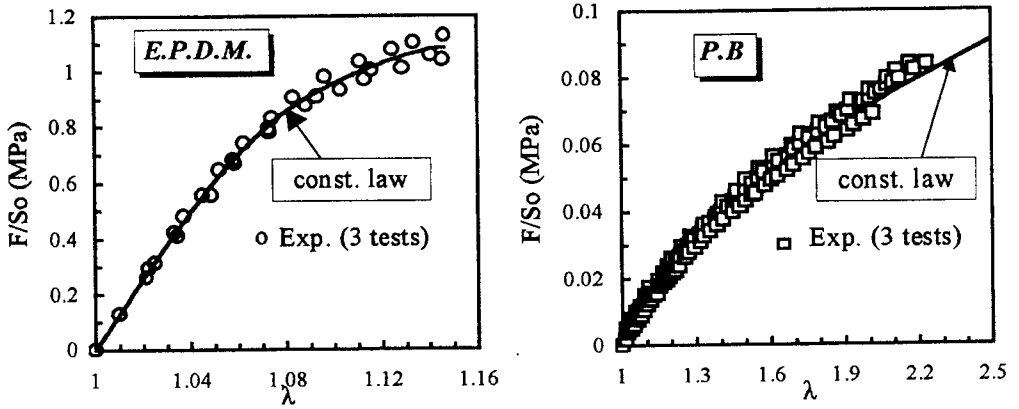 E.P.D.M.
F/So (MPa)
1.2
1
0.8
0.6
0.4
0.2
0
const. law
Exp. (3 tests)
1
1.04
1.08
1.12
1.16
λ
P.B
F/So (MPa)
0.1
0.08
0.06
0.04
0.02
0
const. law
Exp. (3 tests)
1
1.3
1.6
1.9
2.2
2.5
λ